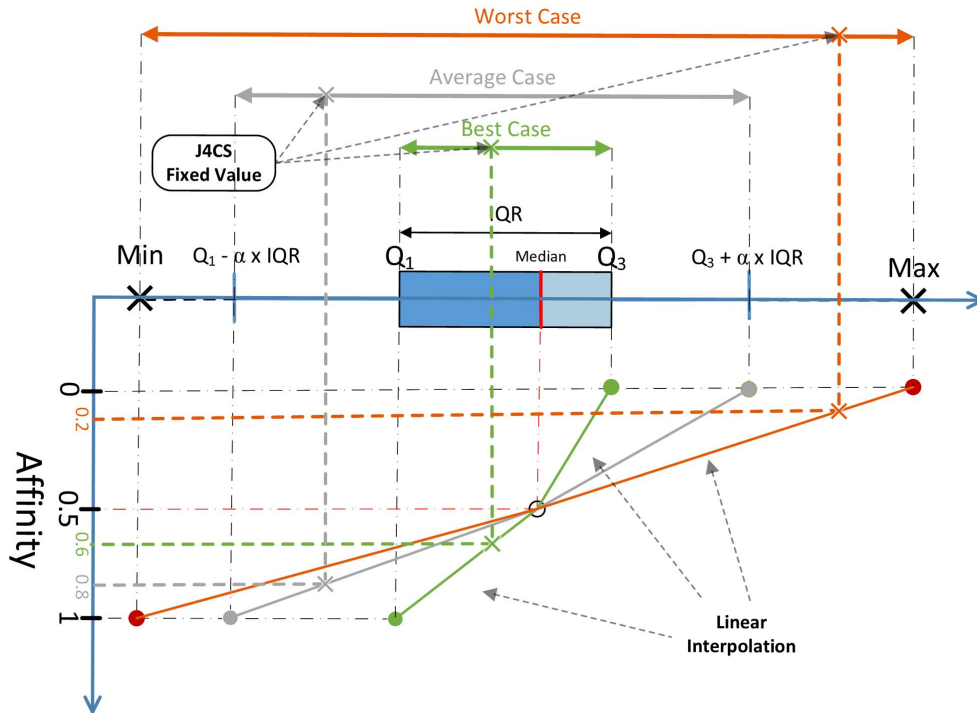 Worst Case
Average Case
Best Case
J4CS
Fixed Value
IQR
Min
Q₁ - α x IQR
Q₁
Median
Q₃
Q₃ + α x IQR
Max
0
0.2
0.5
0.6
0.8
1
Affinity
Linear
Interpolation